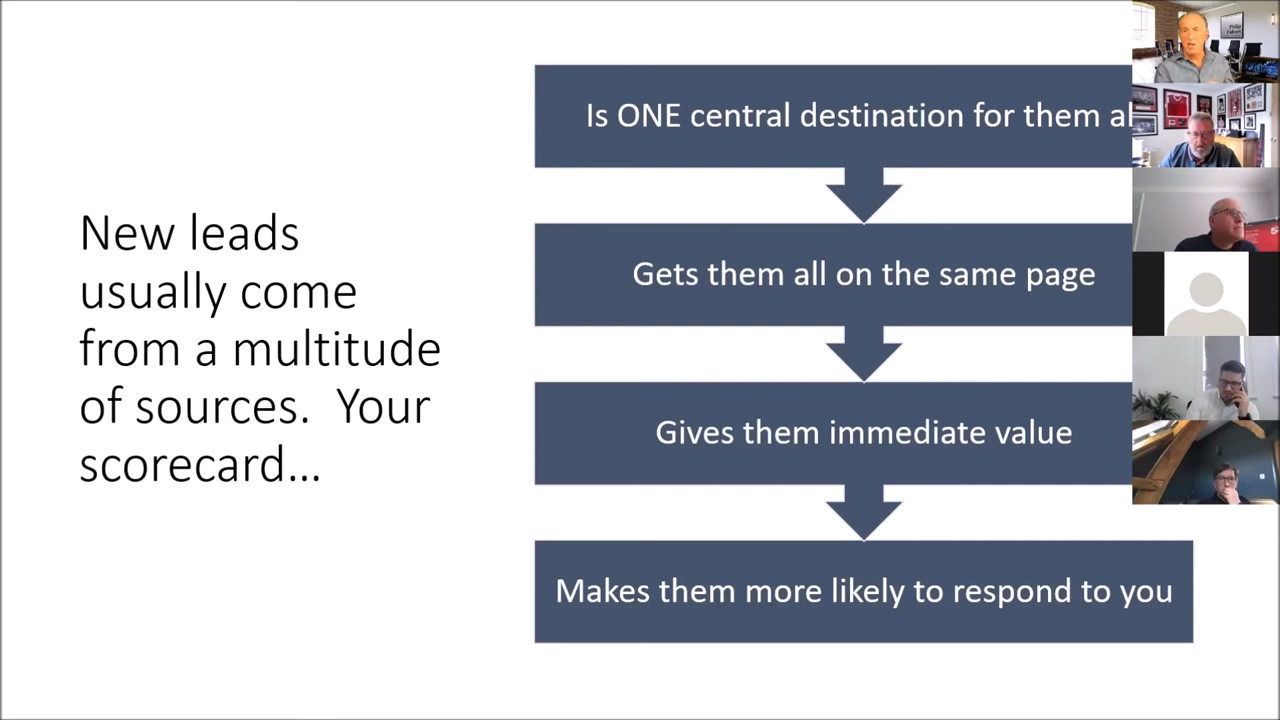 New leads
usually come
from a multitude
of sources.  Your
scorecard...
Is ONE central destination for them al
Gets them all on the same page
Gives them immediate value
Makes them more likely to respond to you